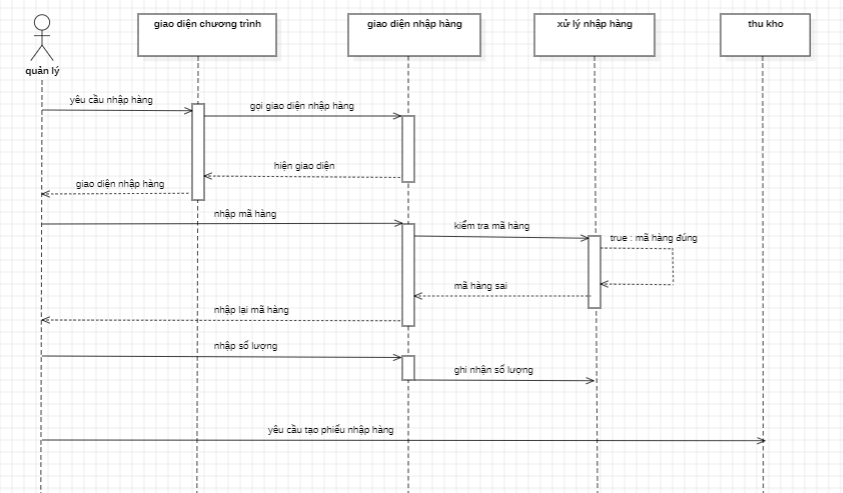 giao diện chương trình
giao diện nhập hàng
xử lý nhập hàng
thu kho
quản lý
yêu cầu nhập hàng
gọi giao diện nhập hàng
hiện giao diện
giao diện nhập hàng
nhập mã hàng
kiểm tra mã hàng
true : mã hàng đúng
mã hàng sai
nhập lại mã hàng
nhập số lượng
ghi nhận số lượng
yêu cầu tạo phiếu nhập hàng